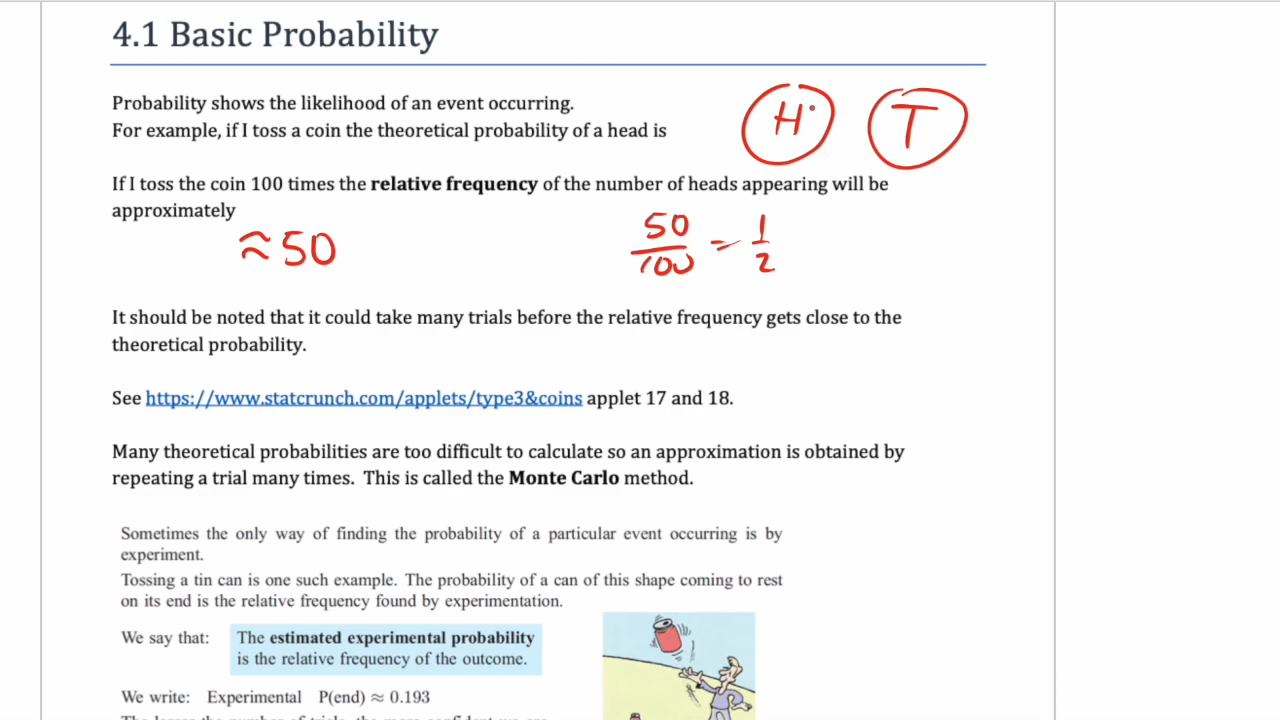 4.1 Basic Probability
Probability shows the likelihood of an event occurring.
For example, if I toss a coin the theoretical probability of a head is
H T
If I toss the coin 100 times the relative frequency of the number of heads appearing will be
approximately
≈50
50/100 = 1/2
It should be noted that it could take many trials before the relative frequency gets close to the
theoretical probability.
See https://www.statcrunch.com/applets/type3&coins applet 17 and 18.
Many theoretical probabilities are too difficult to calculate so an approximation is obtained by
repeating a trial many times. This is called the Monte Carlo method.
Sometimes the only way of finding the probability of a particular event occurring is by
experiment.
Tossing a tin can is one such example. The probability of a can of this shape coming to rest
on its end is the relative frequency found by experimentation.
We say that: The estimated experimental probability
is the relative frequency of the outcome.
We write: Experimental P(end) ≈ 0.193